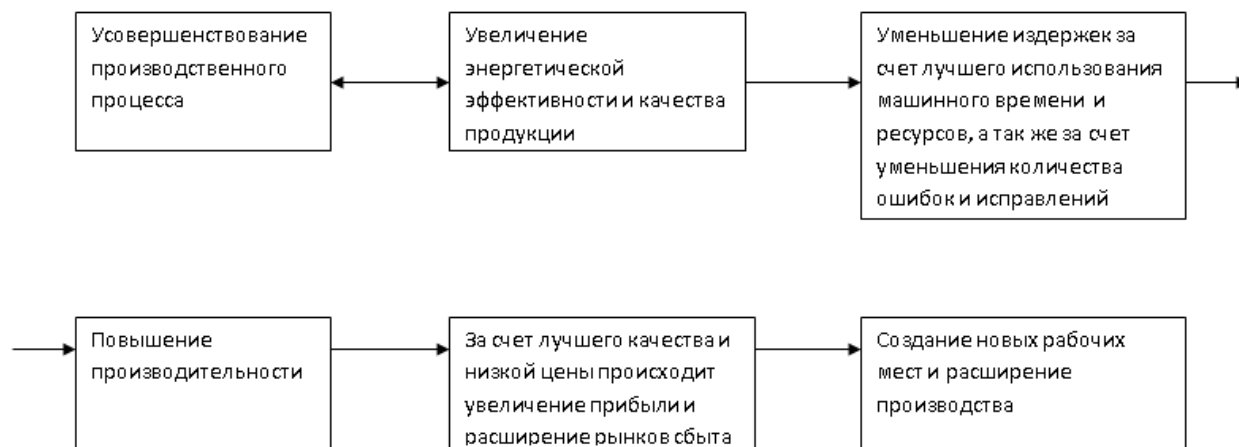 Усовершенствование
производственного
процесса
Увеличение
энергетической
эффективности и качества
продукции
Уменьшение издержек за
счет лучшего использования
машинного времени и
ресурсов, а так же за счет
уменьшения количества
ошибок и исправлений
Повышение
производительности
За счет лучшего качества и
низкой цены происходит
увеличение прибыли и
расширение рынков сбыта
Создание новых рабочих
мест и расширение
производства